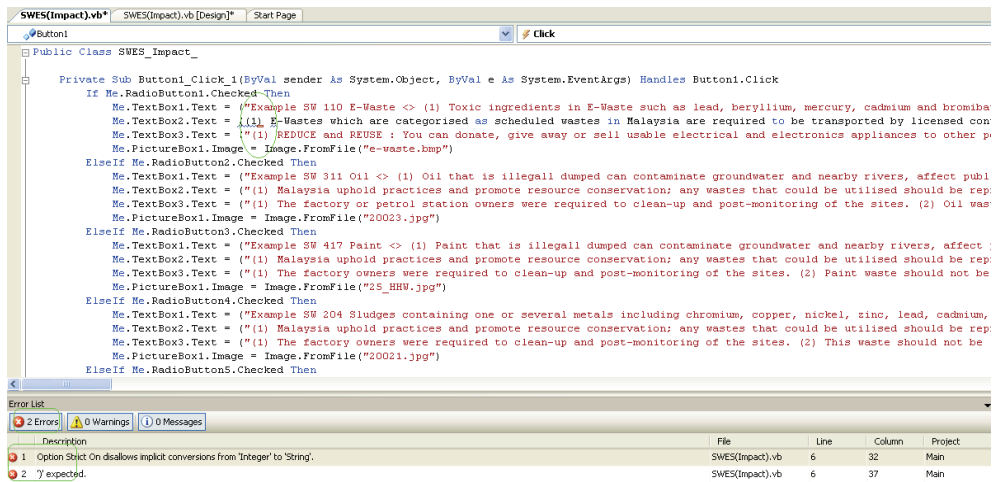 SWES(Impact).vb* SWES(Impact).vb [Design]* Start Page
Button1 Click
Public Class SWES_Impact_
Private Sub Button1_Click_1(ByVal sender As System.Object, ByVal e As System.EventArgs) Handles Button1.Click
If Me.RadioButton1.Checked Then
Me.TextBox1.Text = ("Example SW 110 E-Waste <> (1) Toxic ingredients in E-Waste such as lead, beryllium, mercury, cadmium and bromibat
Me.TextBox2.Text = ((1) E-Wastes which are categorised as scheduled wastes in Malaysia are required to be transported by licensed con
Me.TextBox3.Text = ("(1) REDUCE and REUSE : You can donate, give away or sell usable electrical and electronics appliances to other pe
Me.PictureBox1.Image = Image.FromFile("e-waste.bmp")
ElseIf Me.RadioButton2.Checked Then
Me.TextBox1.Text = ("Example SW 311 Oil <> (1) Oil that is illegall dumped can contaminate groundwater and nearby rivers, affect publ
Me.TextBox2.Text = ("(1) Malaysia uphold practices and promote resource conservation; any wastes that could be utilised should be repr
Me.TextBox3.Text = ("(1) The factory or petrol station owners were required to clean-up and post-monitoring of the sites. (2) Oil wast
Me.PictureBox1.Image = Image.FromFile("20023.jpg")
ElseIf Me.RadioButton3.Checked Then
Me.TextBox1.Text = ("Example SW 417 Paint <> (1) Paint that is illegall dumped can contaminate groundwater and nearby rivers, affect
Me.TextBox2.Text = ("(1) Malaysia uphold practices and promote resource conservation; any wastes that could be utilised should be repr
Me.TextBox3.Text = ("(1) The factory owners were required to clean-up and post-monitoring of the sites. (2) Paint waste should not be
Me.PictureBox1.Image = Image.FromFile("25_HHW.jpg")
ElseIf Me.RadioButton4.Checked Then
Me.TextBox1.Text = ("Example SW 204 Sludges containing one or several metals including chromium, copper, nickel, zinc, lead, cadmium,
Me.TextBox2.Text = ("(1) Malaysia uphold practices and promote resource conservation; any wastes that could be utilised should be repr
Me.TextBox3.Text = ("(1) The factory owners were required to clean-up and post-monitoring of the sites. (2) This waste should not be
Me.PictureBox1.Image = Image.FromFile("20021.jpg")
ElseIf Me.RadioButton5.Checked Then
Error List
2 Errors 0 Warnings 0 Messages
Description File Line Column Project
1 Option Strict On disallows implicit conversions from 'Integer' to 'String'. SWES(Impact).vb 6 32 Main
2 ')' expected. SWES(Impact).vb 6 37 Main